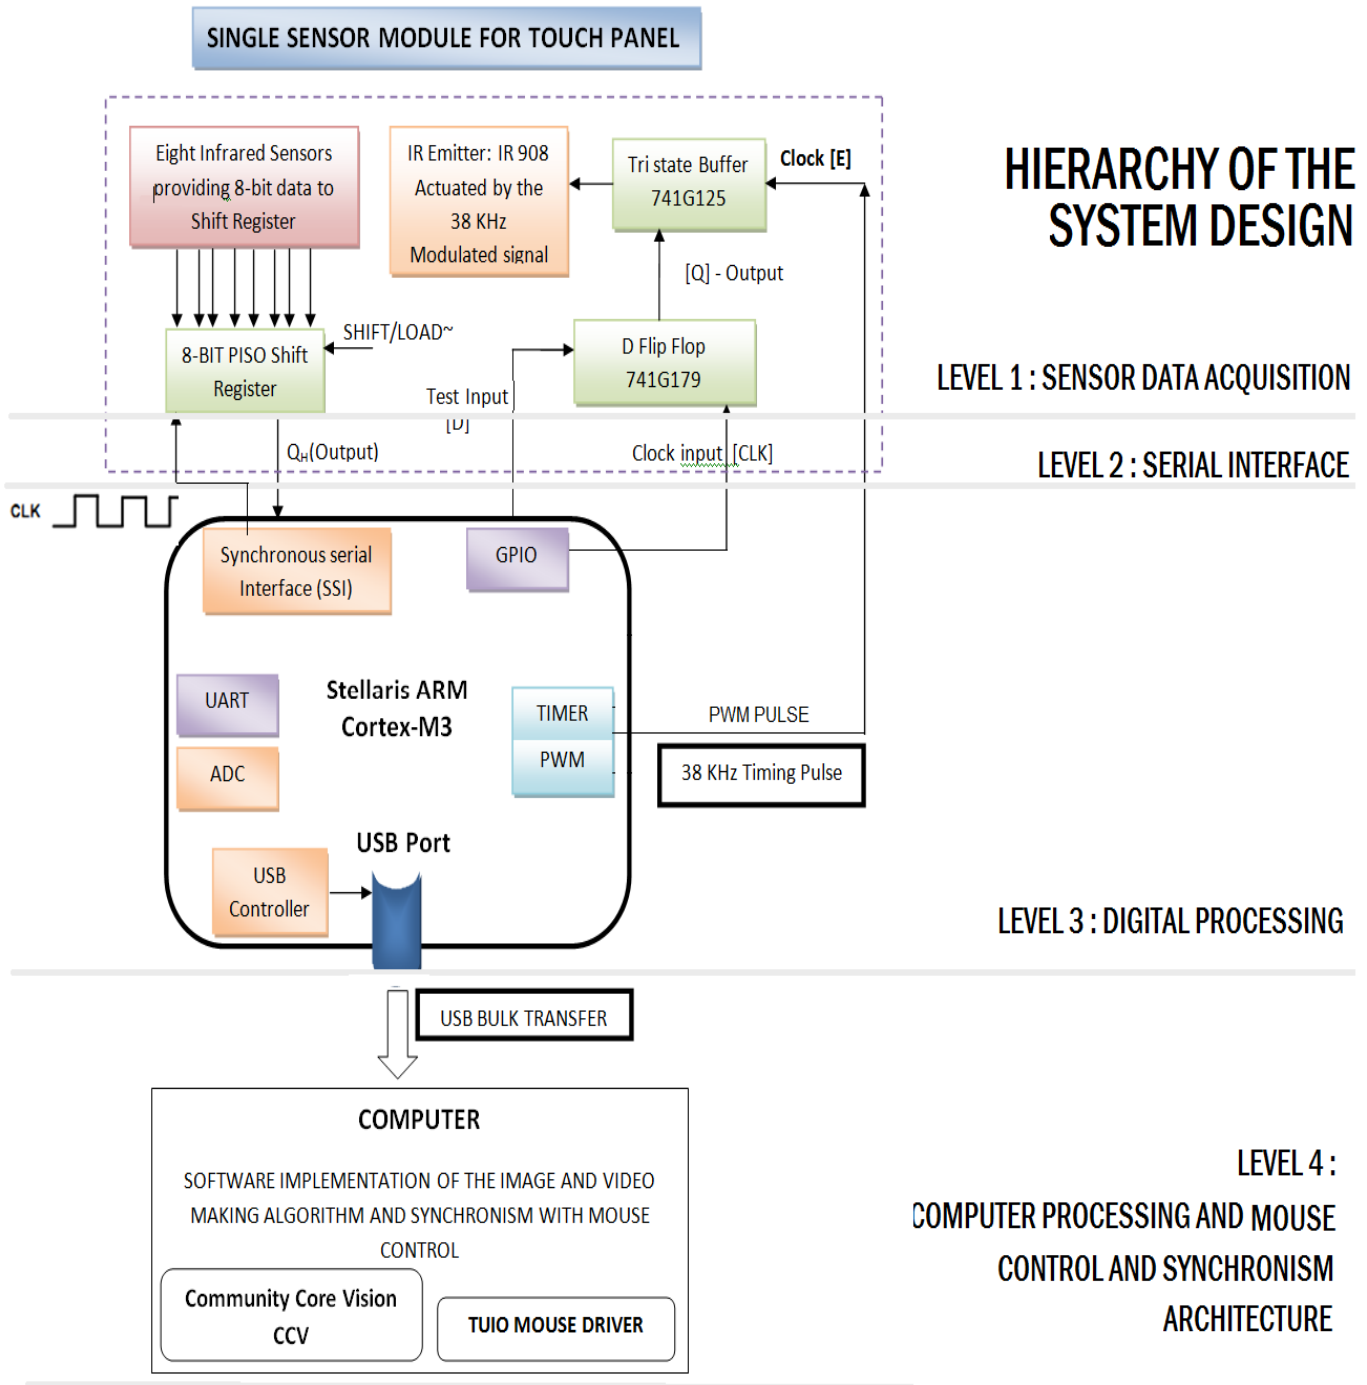 SINGLE SENSOR MODULE FOR TOUCH PANEL
HIERARCHY OF THE
SYSTEM DESIGN
Eight Infrared Sensors
providing 8-bit data to
Shift Register
IR Emitter: IR 908
Actuated by the
38 KHz
Modulated signal
Tri state Buffer
741G125
Clock [E]
[Q] - Output
SHIFT/LOAD~
8-BIT PISO Shift
Register
D Flip Flop
741G179
Test Input
[D]
LEVEL 1 : SENSOR DATA ACQUISITION
QH(Output)
Clock input [CLK]
LEVEL 2 : SERIAL INTERFACE
CLK
Synchronous serial
Interface (SSI)
GPIO
UART
Stellaris ARM
Cortex-M3
TIMER
PWM
PWM PULSE
38 KHz Timing Pulse
ADC
USB Port
USB
Controller
LEVEL 3 : DIGITAL PROCESSING
USB BULK TRANSFER
COMPUTER
SOFTWARE IMPLEMENTATION OF THE IMAGE AND VIDEO
MAKING ALGORITHM AND SYNCHRONISM WITH MOUSE
CONTROL
Community Core Vision
CCV
TUIO MOUSE DRIVER
LEVEL 4 :
COMPUTER PROCESSING AND MOUSE
CONTROL AND SYNCHRONISM
ARCHITECTURE